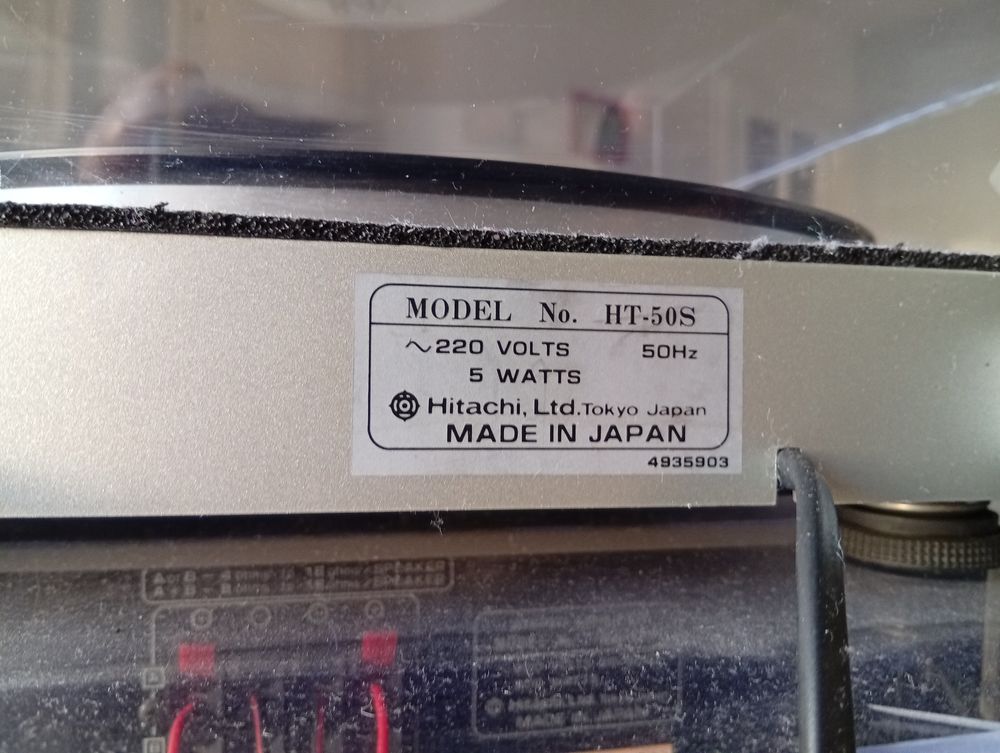 MODEL No. HT-50S
~220 VOLTS 50Hz
5 WATTS
Hitachi, Ltd. Tokyo Japan
MADE IN JAPAN
4935903